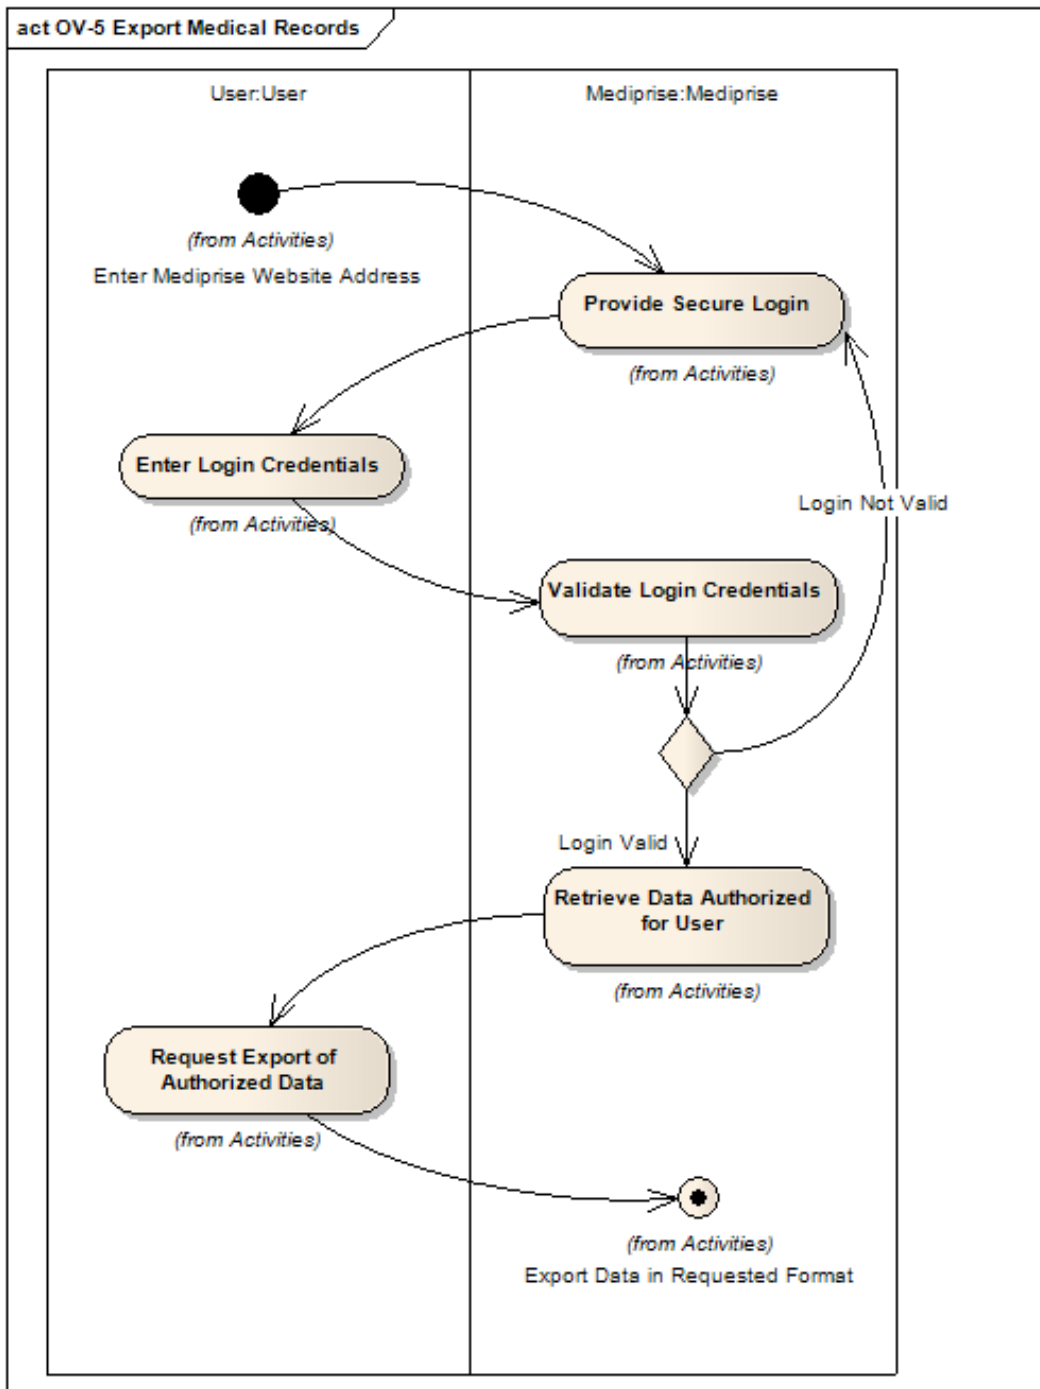 act OV-5 Export Medical Records
User:User
Mediprise:Mediprise
(from Activities)
Enter Mediprise Website Address
Provide Secure Login
(from Activities)
Enter Login Credentials
(from Activities)
Login Not Valid
Validate Login Credentials
(from Activities)
Login Valid
Retrieve Data Authorized
for User
(from Activities)
Request Export of
Authorized Data
(from Activities)
(from Activities)
Export Data in Requested Format